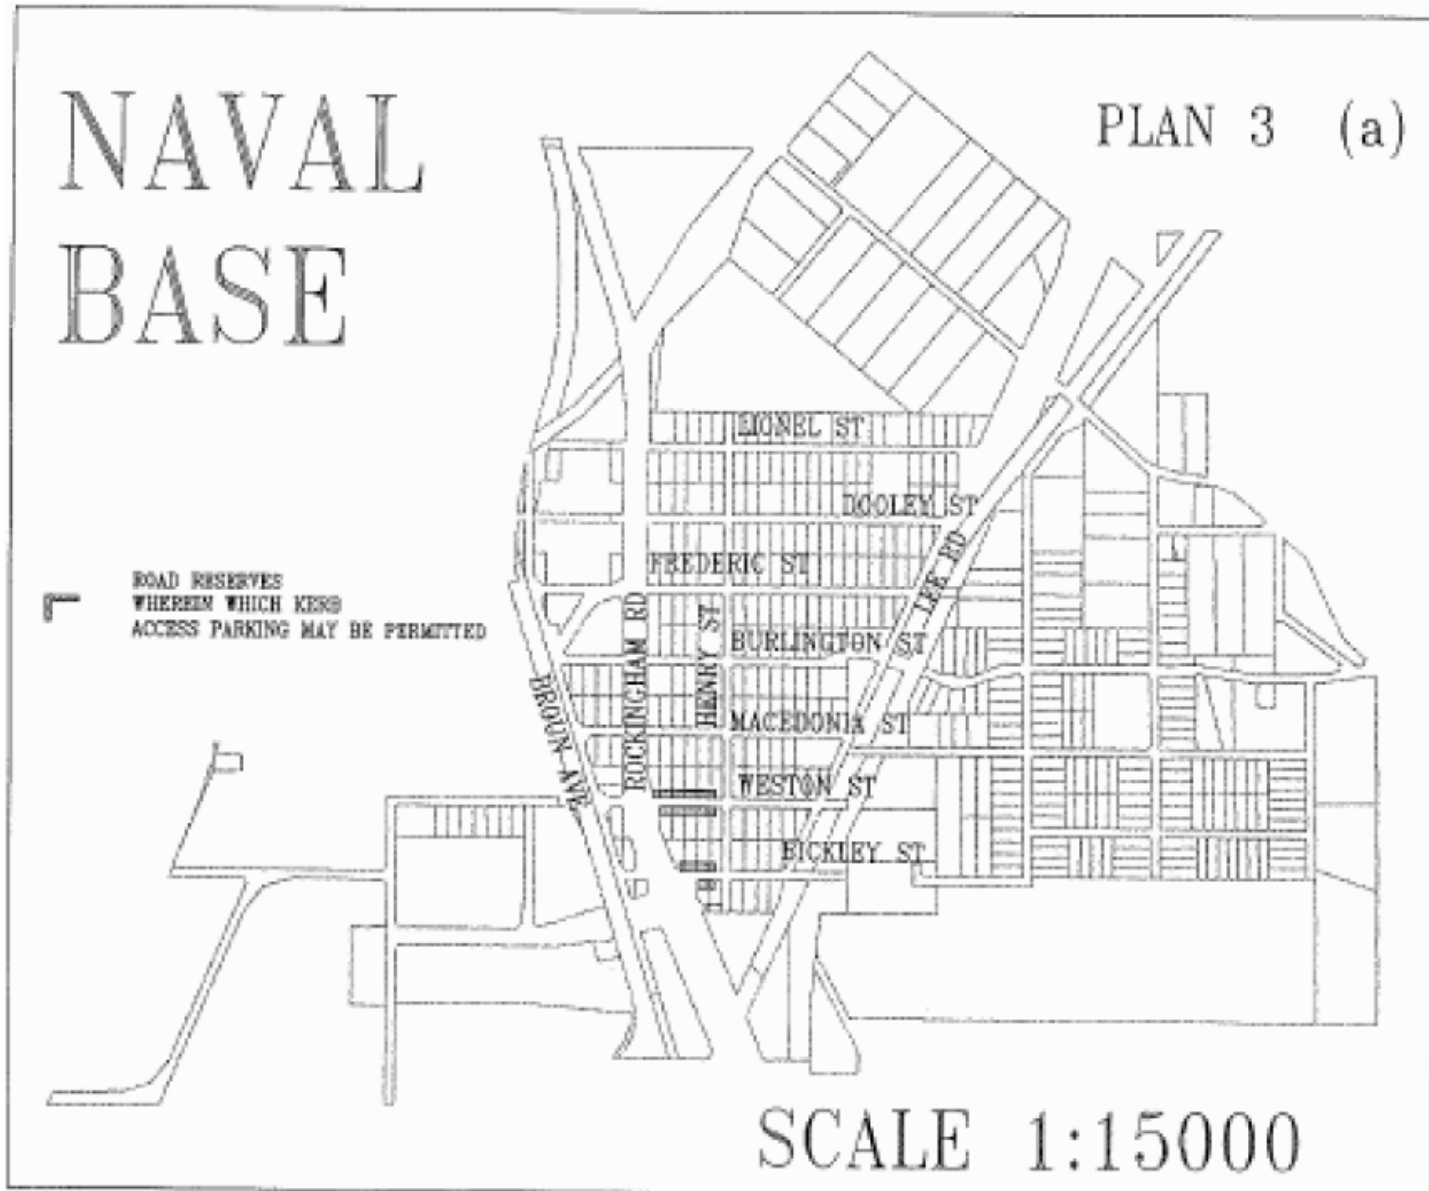 NAVAL
BASE
PLAN 3 (a)
LIONEL ST
DOOLEY ST
FREDERIC ST
LEE RD
ROAD RESERVES
WHEREIN WHICH KERB
ACCESS PARKING MAY BE PERMITTED
ROCKINGHAM RD
HENRY ST
BURLINGTON ST
BROUN AVE
MACEDONIA ST
WESTON ST
BICKLEY ST
SCALE 1:15000